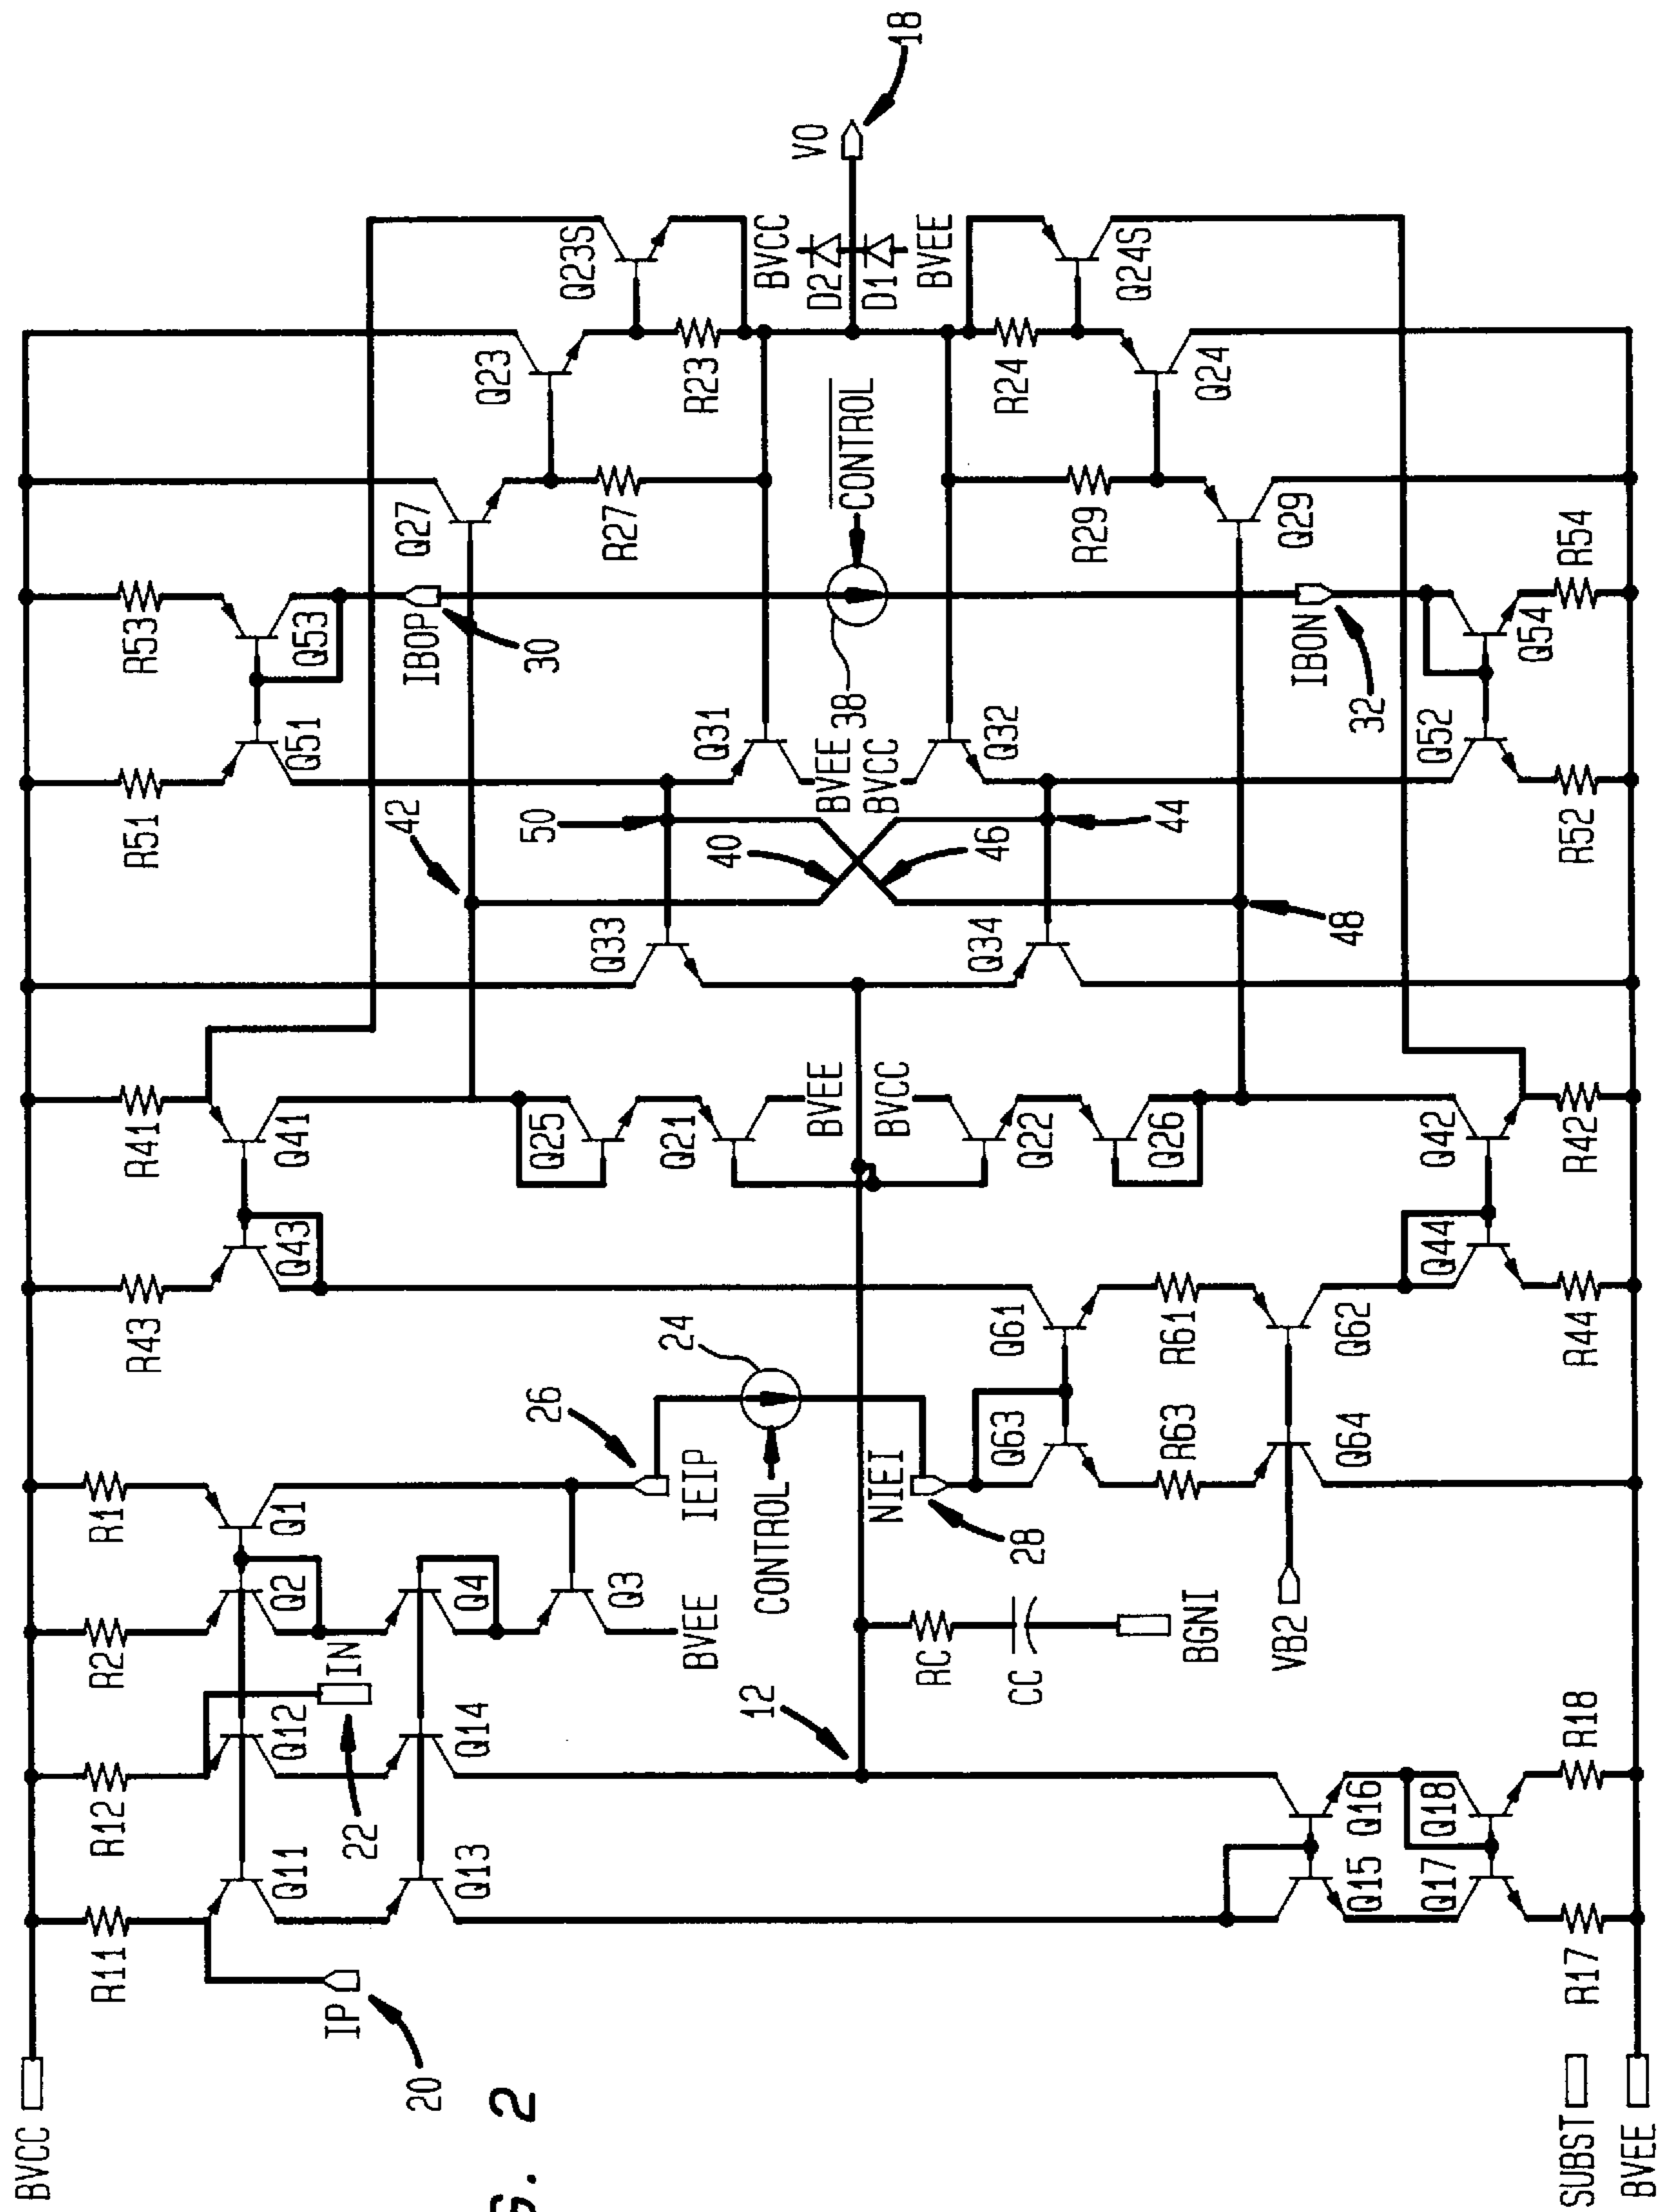 BVCC
R11
R12
R2
R1
R43
R41
R51
R53
IP
20
Q11
Q12
22
IN
Q2
Q1
Q43
Q41
42
Q51
Q53
Q27
Q23
Q23S
Q13
Q14
Q4
Q3
BVEE
26
IEIP
24
CONTROL
Q25
Q21
BVEE
Q33
50
40
Q31
BVEE
38
IBOP
30
R27
R23
D2
BVCC
VO
18
12
RC
CC
BGNI
NIEI
28
Q63
Q61
BVCC
Q22
Q26
Q34
46
44
BVCC
Q32
CONTROL
D1
BVEE
R24
R29
Q24S
Q24
Q29
VB2
R63
R61
Q64
Q62
48
IBON
32
Q15
Q16
Q17
Q18
Q44
Q42
Q52
Q54
R17
R18
R44
R42
R52
R54
SUBST
BVEE
G. 2